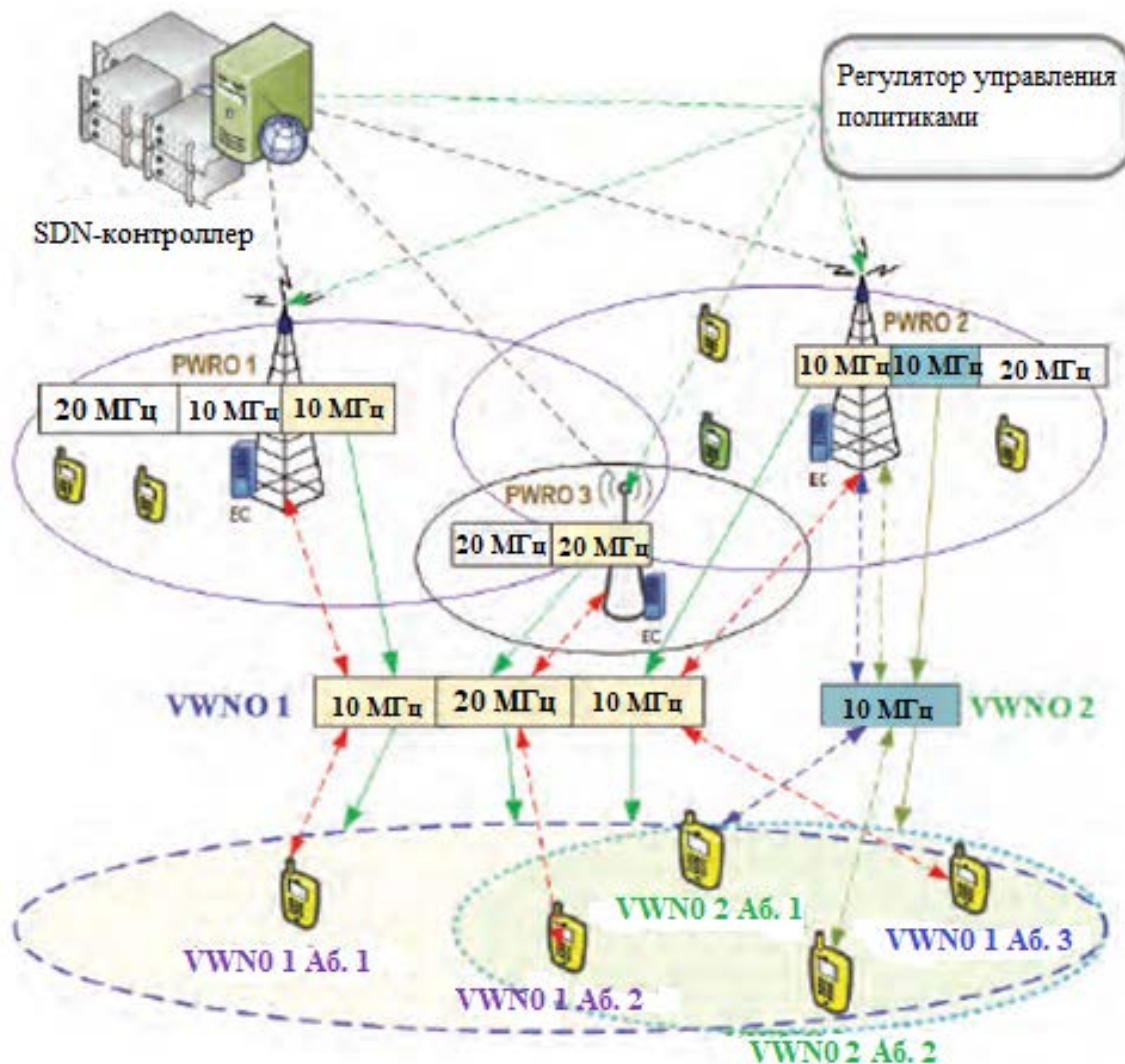 Регулятор управления
политиками
SDN-контроллер
PWRO 1
20 МГц 10 МГц 10 МГц
EC
PWRO 2
10 МГц 10 МГц 20 МГц
EC
PWRO 3
20 МГц 20 МГц
EC
VWNO 1 10 МГц 20 МГц 10 МГц
10 МГц VWNO 2
VWN0 2 Аб. 1
VWN0 1 Аб. 3
VWN0 1 Аб. 1
VWN0 1 Аб. 2
VWN0 2 Аб. 2